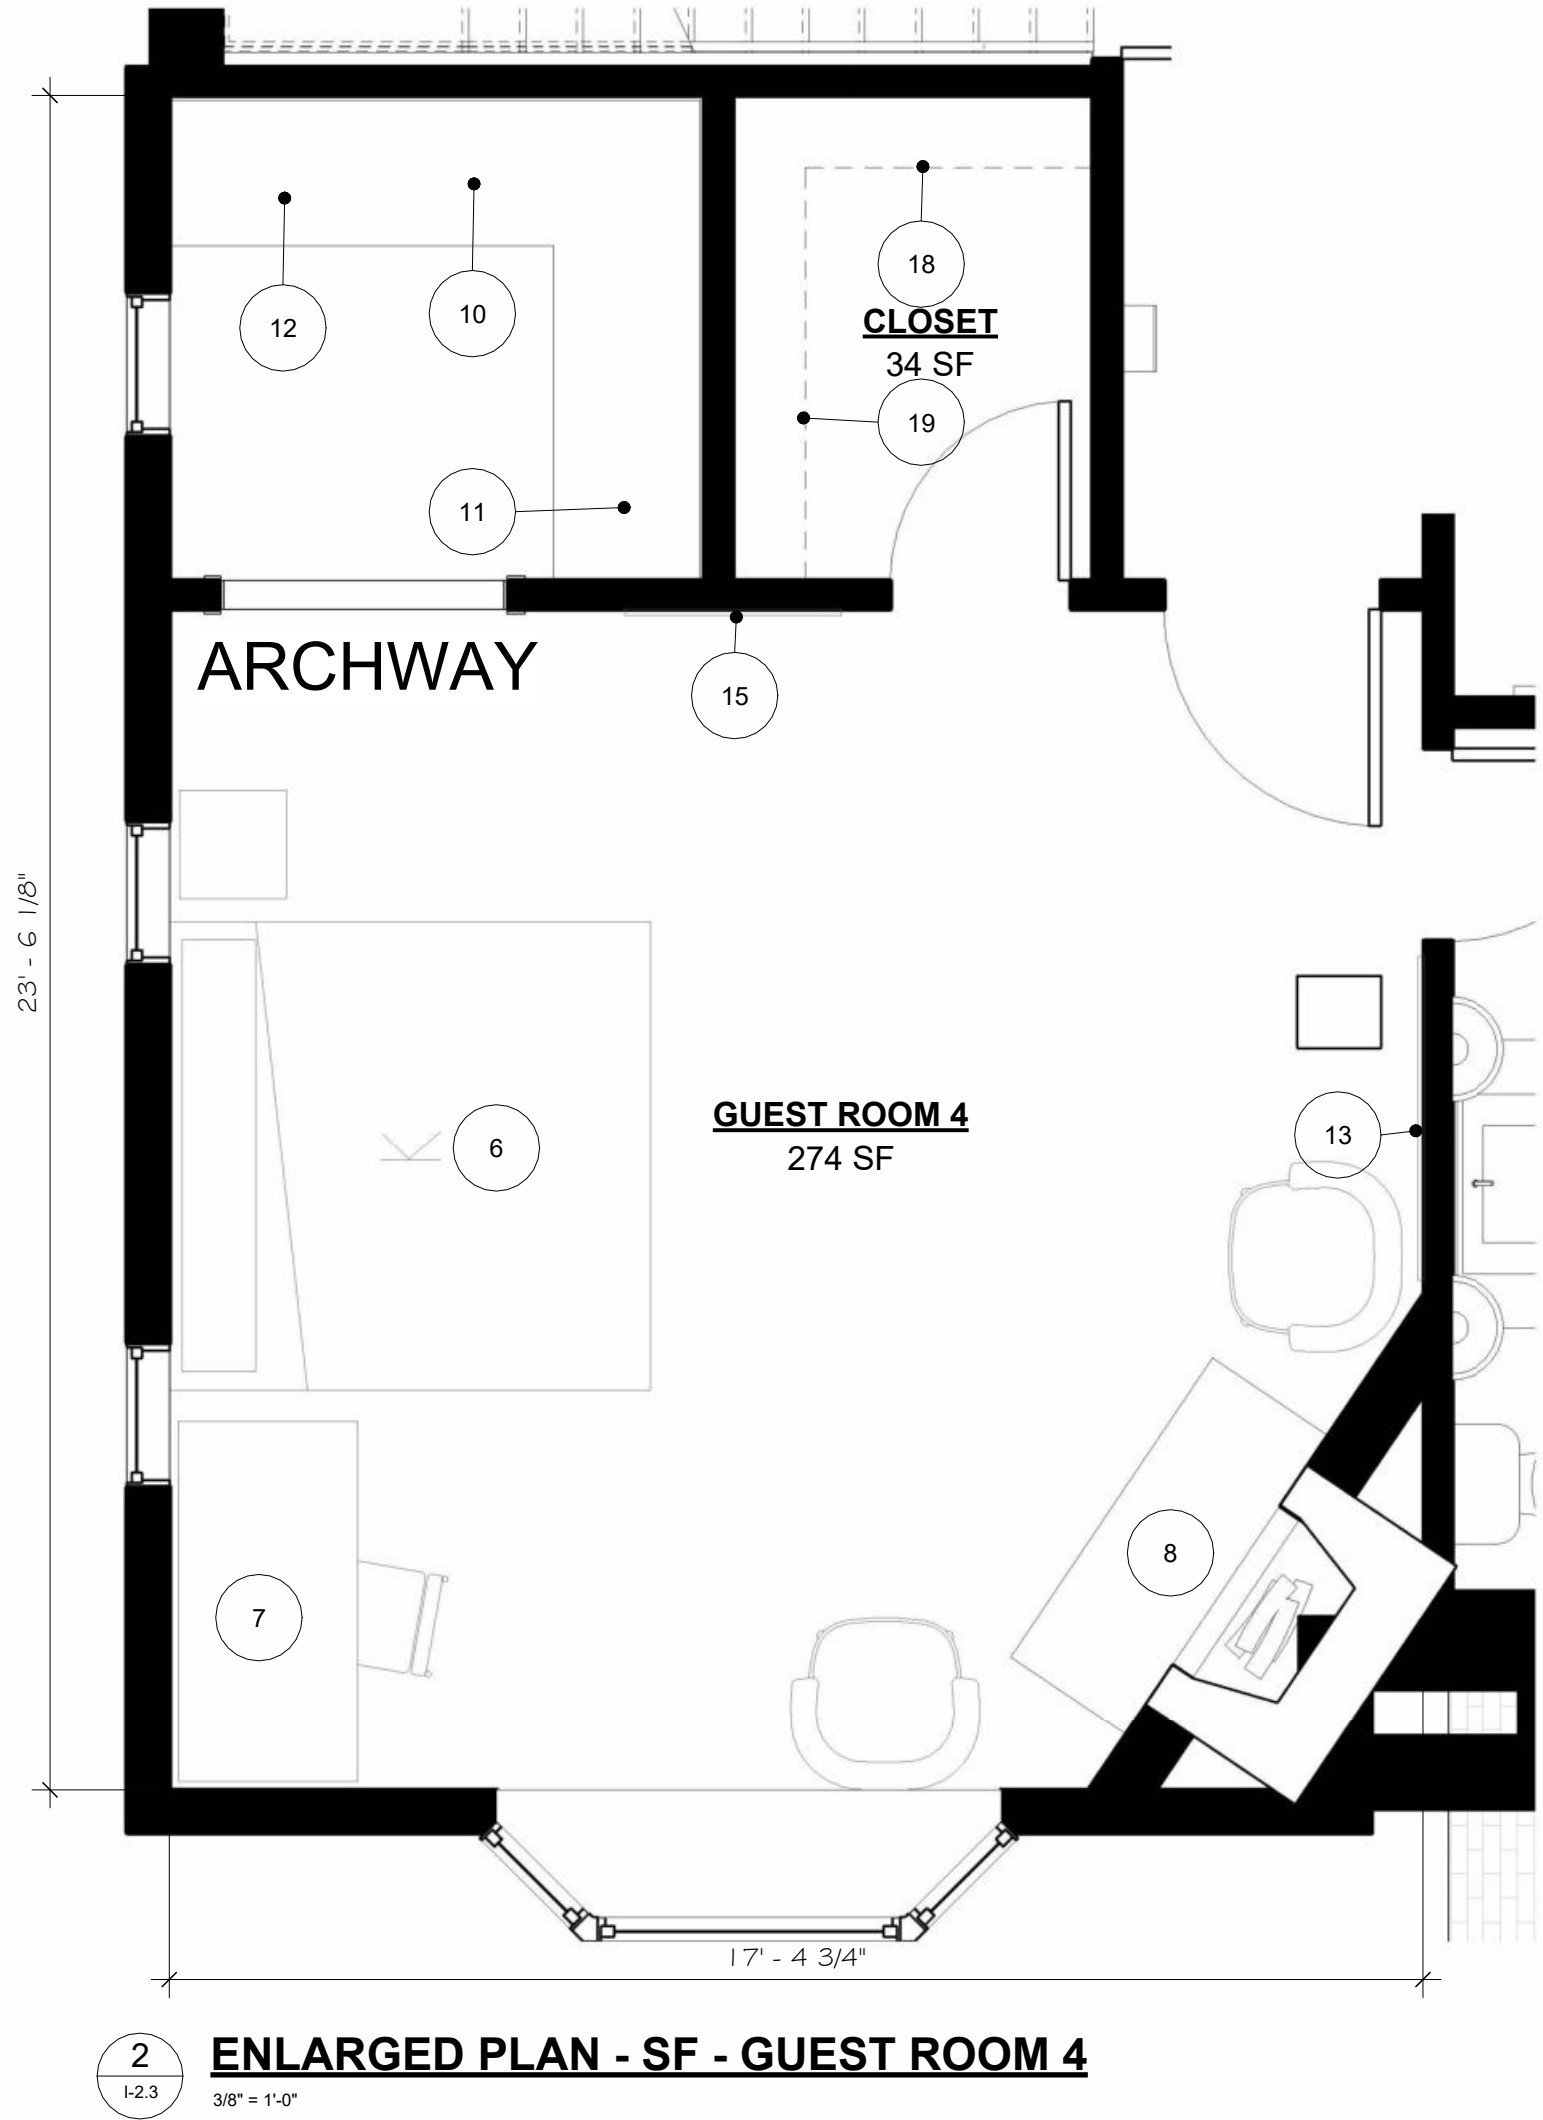 12
10
18
CLOSET
34 SF
19
11
ARCHWAY
15
23' - 6 1/8"
K
6
GUEST ROOM 4
274 SF
13
8
7
17' - 4 3/4"
2
I-2.3
ENLARGED PLAN - SF - GUEST ROOM 4
3/8" = 1'-0"